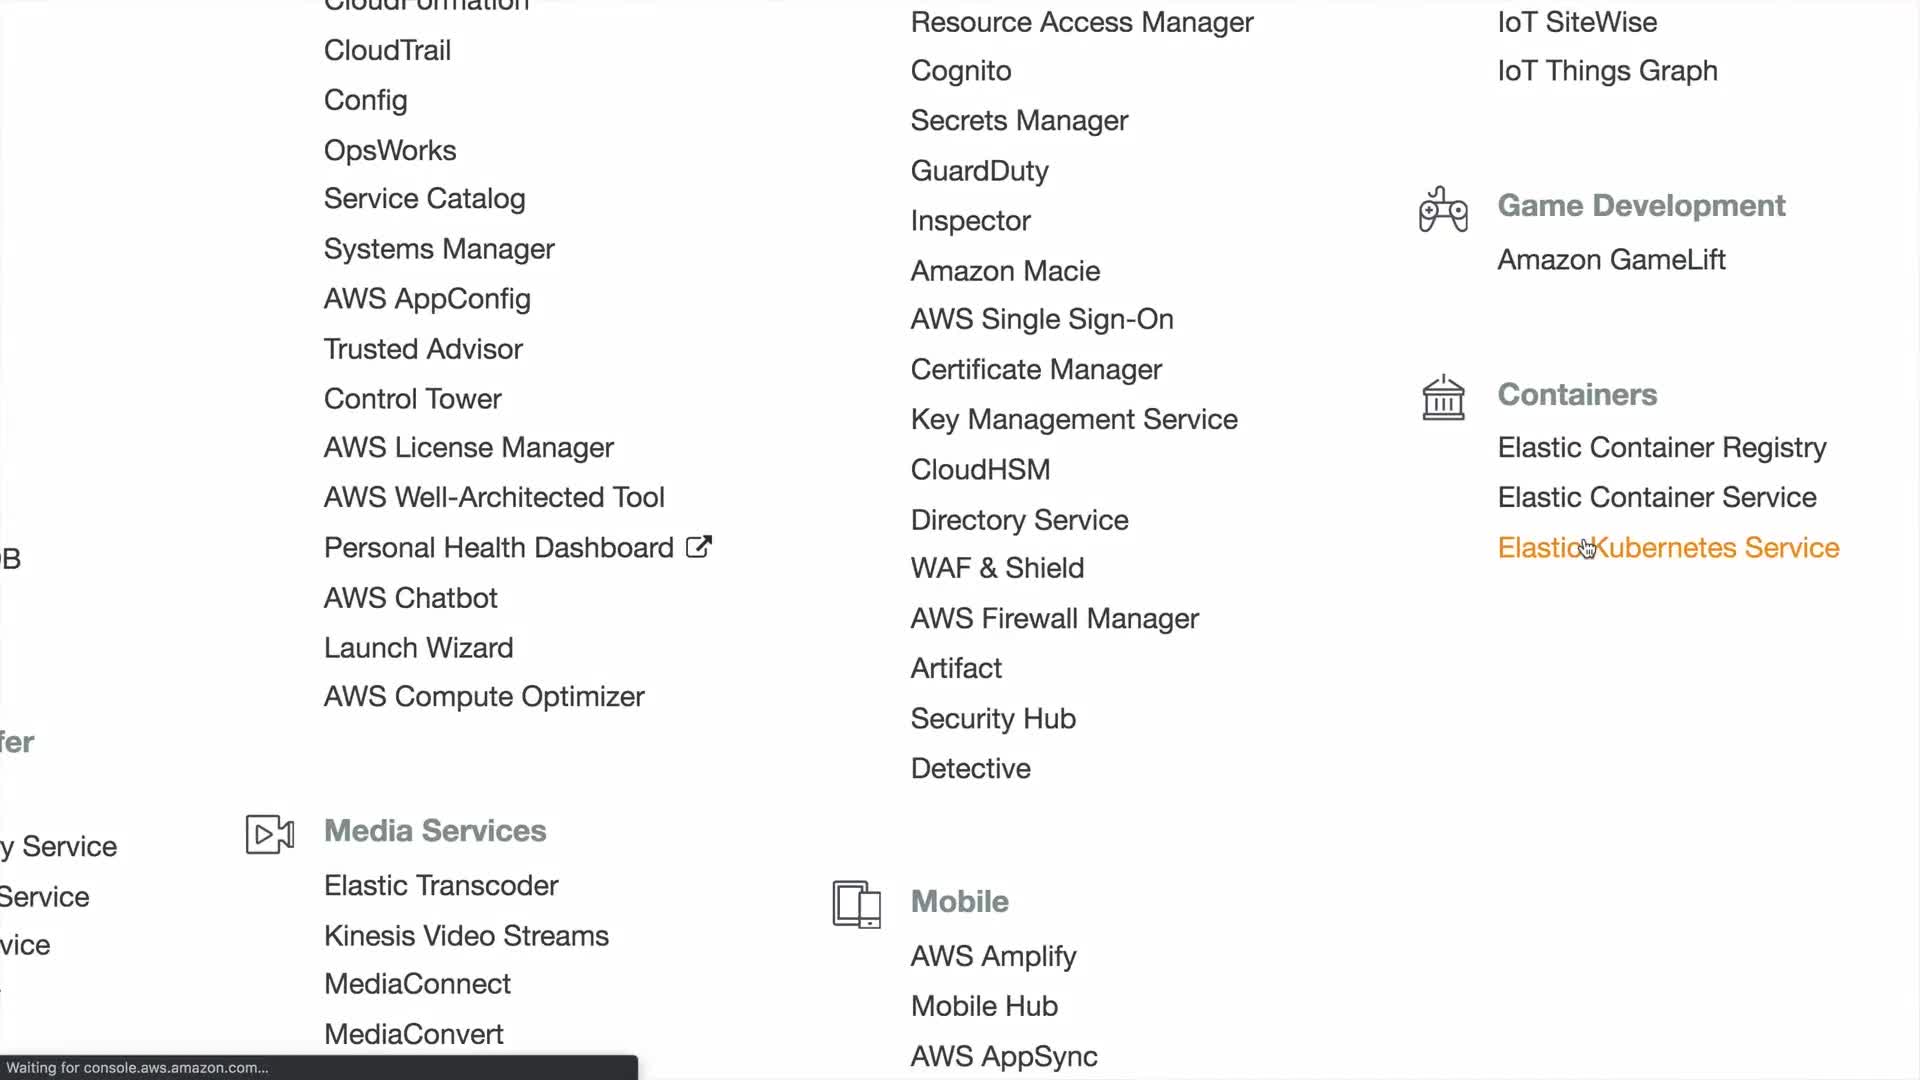 DB
fer
y Service
Service
vice
CloudFormation
CloudTrail
Config
OpsWorks
Service Catalog
Systems Manager
AWS AppConfig
Trusted Advisor
Control Tower
AWS License Manager
AWS Well-Architected Tool
Personal Health Dashboard
AWS Chatbot
Launch Wizard
AWS Compute Optimizer
Media Services
Elastic Transcoder
Kinesis Video Streams
MediaConnect
MediaConvert
Resource Access Manager
Cognito
Secrets Manager
GuardDuty
Inspector
Amazon Macie
AWS Single Sign-On
Certificate Manager
Key Management Service
CloudHSM
Directory Service
WAF & Shield
AWS Firewall Manager
Artifact
Security Hub
Detective
Mobile
AWS Amplify
Mobile Hub
AWS AppSync
IoT SiteWise
IoT Things Graph
Game Development
Amazon GameLift
Containers
Elastic Container Registry
Elastic Container Service
Elastic Kubernetes Service
Waiting for console.aws.amazon.com...